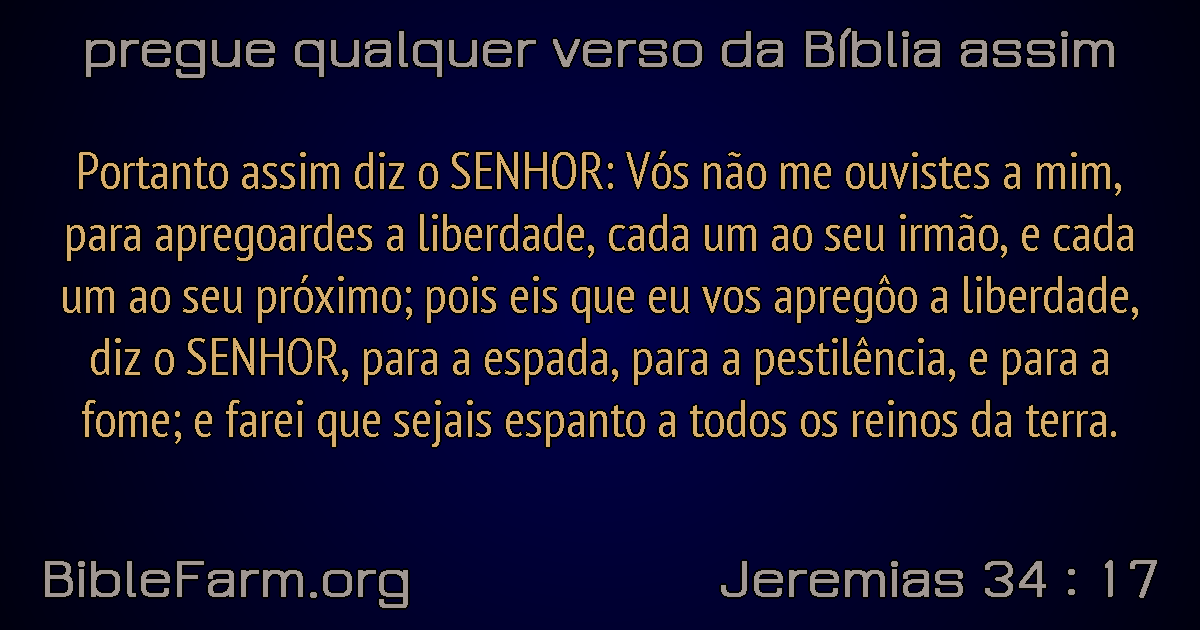 pregue qualquer verso da Bíblia assim
Portanto assim diz o SENHOR: Vós não me ouvistes a mim,
para apregoardes a liberdade, cada um ao seu irmão, e cada
um ao seu próximo; pois eis que eu vos apregôo a liberdade,
diz o SENHOR, para a espada, para a pestilência, e para a
fome; e farei que sejais espanto a todos os reinos da terra.
BibleFarm.org
Jeremias 34 : 17